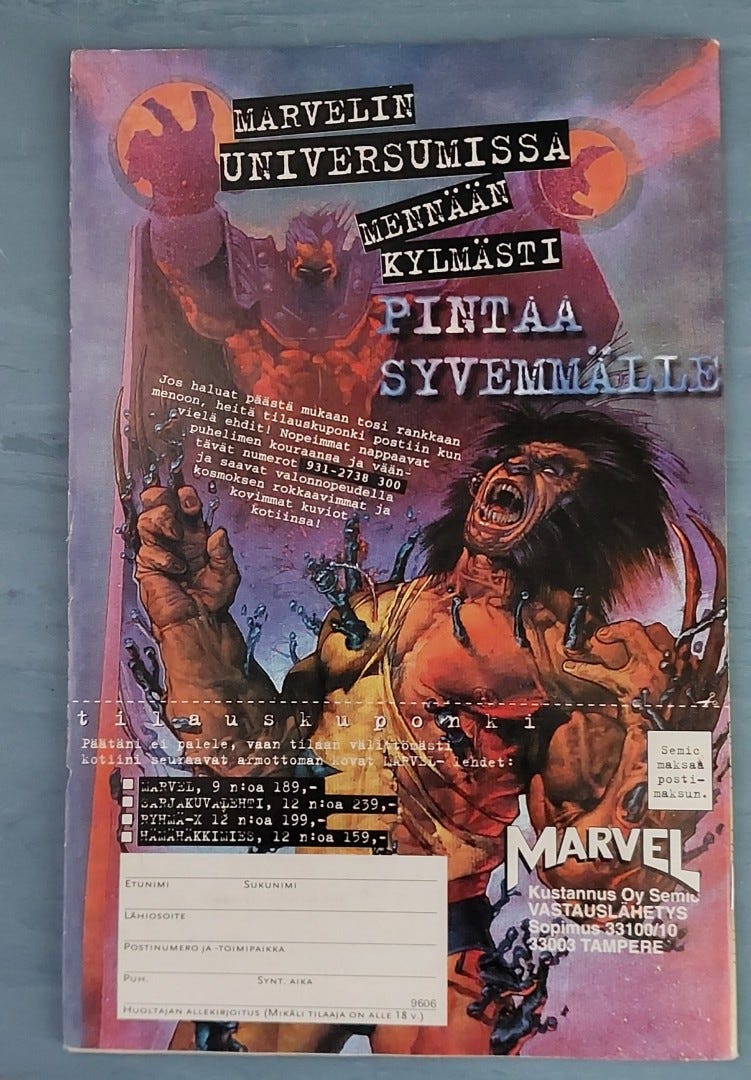 MARVELIN
UNIVERSUMISSA
MENNÄÄN
KYLMÄSTI
PINTAA
SYVEMMÄLLE
Jos haluat päästä mukaan tosi rankkaan
menoon, heitä tilauskuponki postiin kun
vielä ehdit! Nopeimmat nappaavat
puhelimen kouraansa ja vään-
tävät numerot 931-2738 300
ja saavat valonnopeudella
kosmoksen rokkaavimmat ja
kovimmat kuviot
kotiinsa!
tilauskuponki
Päätäni ei palele, vaan tilaan välittömästi
kotiini seuraavat armottoman kovat MARVEL- lehdet:
MARVEL, 9 n:oa 189,-
SARJAKUVALEHTI, 12 n:oa 239,-
RYHMÄ-X 12 n:oa 199,-
HÄMÄHÄKKIMIES, 12 n:oa 159,-
Semic
maksaa
posti-
maksun.
MARVEL
Kustannus Oy Semic
VASTAUSLÄHETYS
Sopimus 33100/10
33003 TAMPERE
ETUNIMI SUKUNIMI
LÄHIOSOITE
POSTINUMERO JA -TOIMIPAIKKA
PUH. SYNT. AIKA
9606
HUOLTAJAN ALLEKIRJOITUS (MIKÄLI TILAAJA ON ALLE 18 V.)